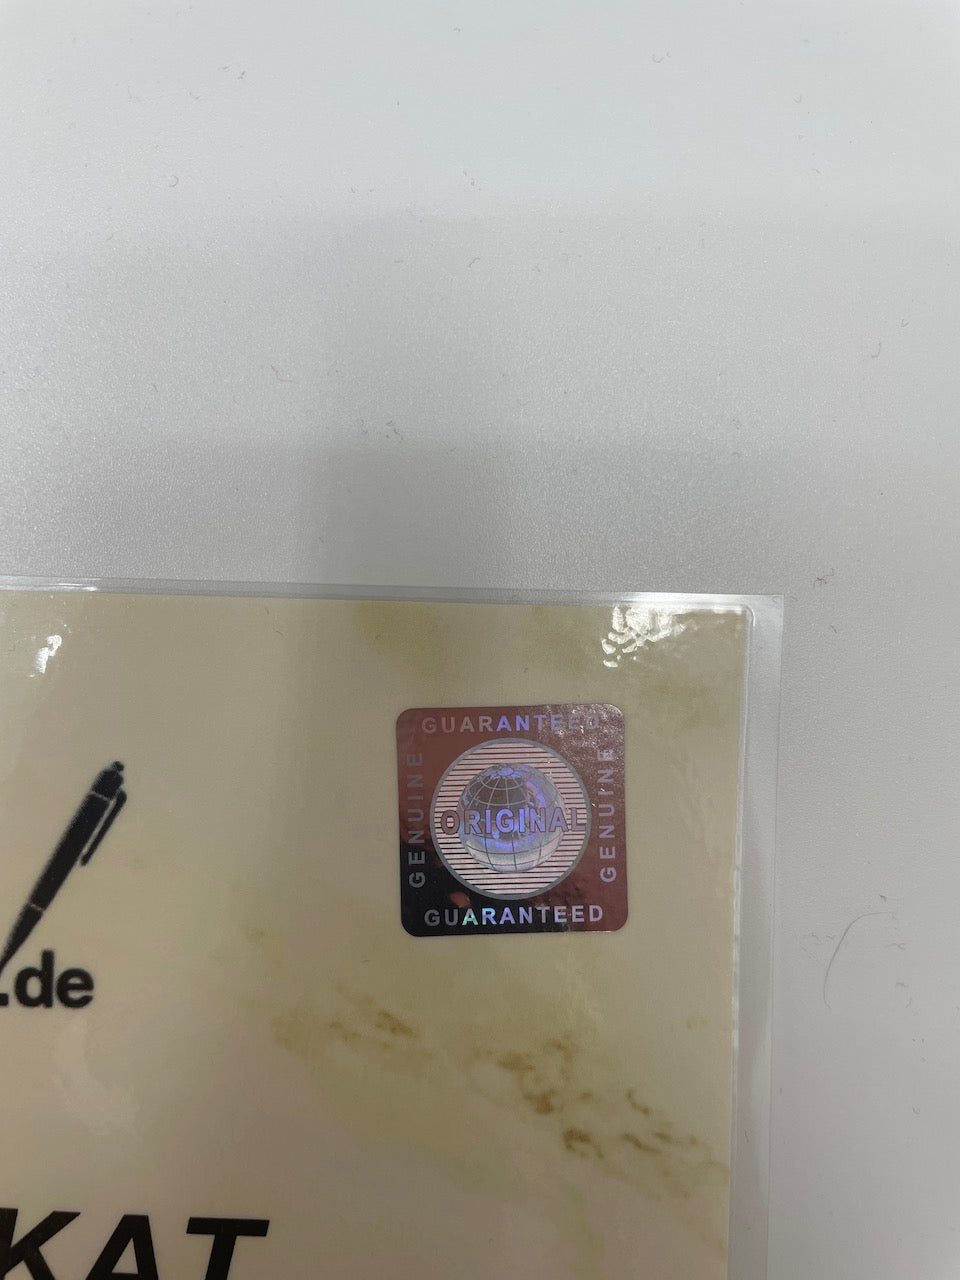 GUARANTEED
GENUINE
ORIGINAL
GENUINE
GUARANTEED
.de
KAT